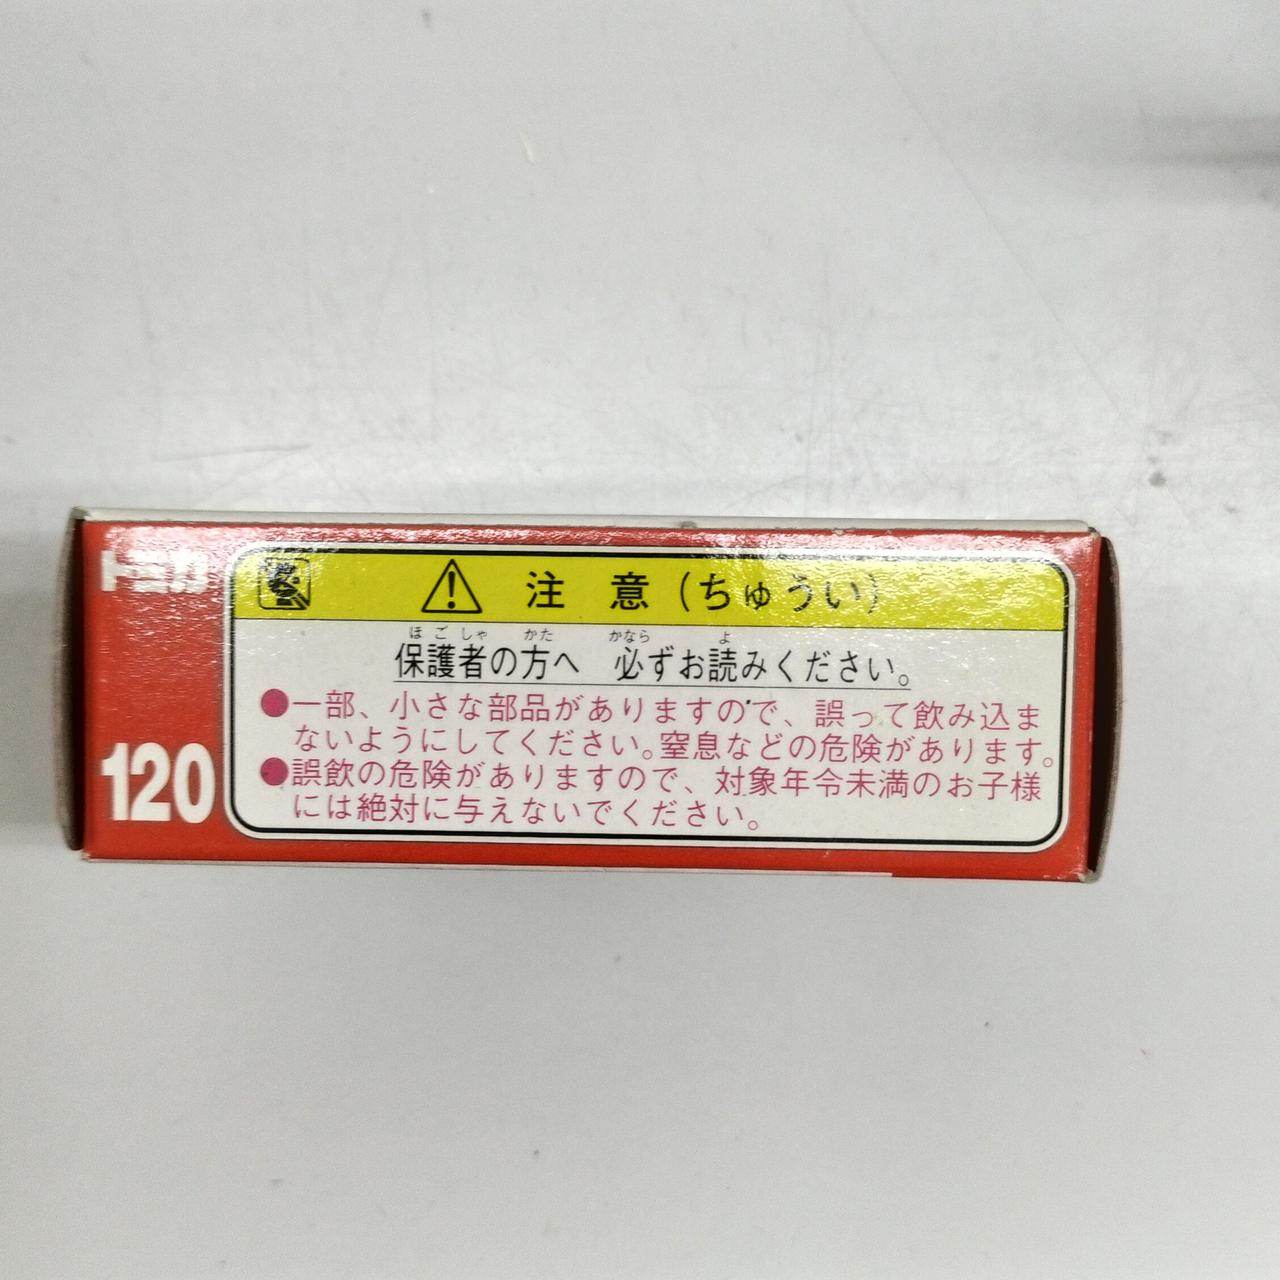 トミカ
120
注意(ちゅうい)
ほごしゃ かた かなら よ
保護者の方へ 必ずお読みください。
●一部、小さな部品がありますので、誤って飲み込ま
ないようにしてください。窒息などの危険があります。
●誤飲の危険がありますので、対象年令未満のお子様
には絶対に与えないでください。